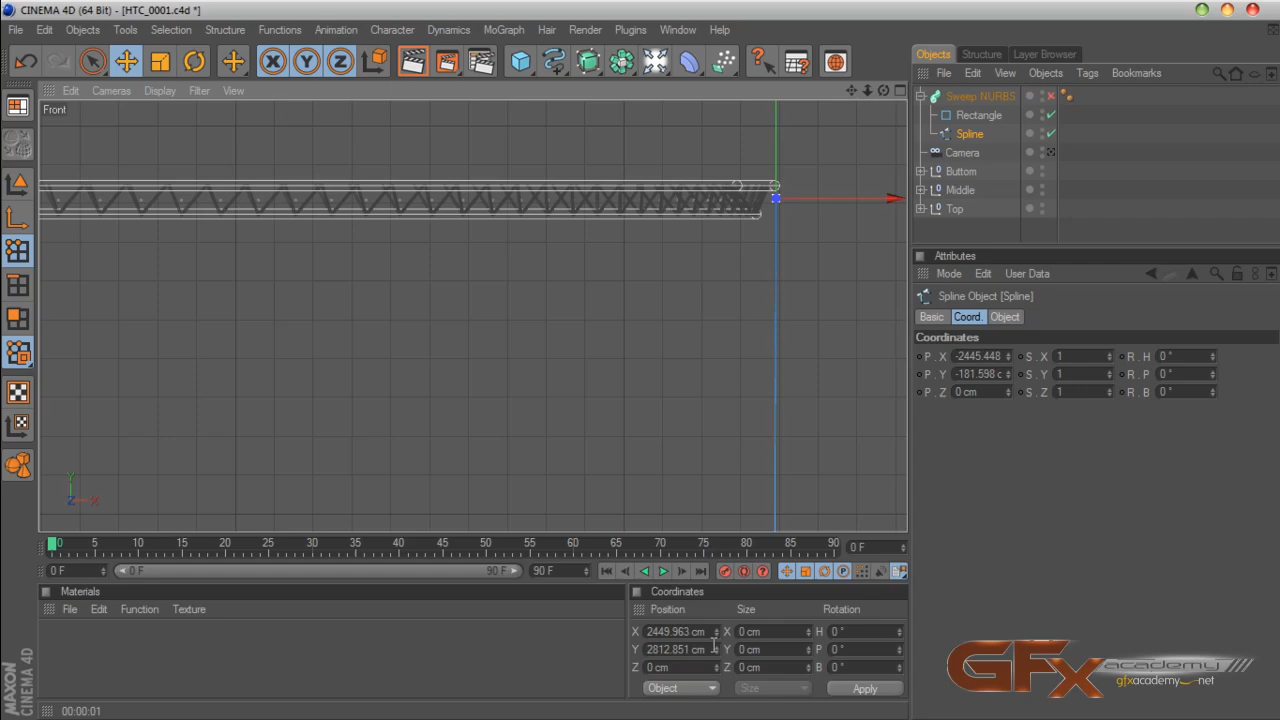 CINEMA 4D (64 Bit) - [HTC_0001.c4d *]
File Edit Objects Tools Selection Structure Functions Animation Character Dynamics MoGraph Hair Render Plugins Window Help
Objects Structure Layer Browser
File Edit View Objects Tags Bookmarks
Edit Cameras Display Filter View
Front
Sweep NURBS
Rectangle
Spline
Camera
Buttom
Middle
Top
Attributes
Mode Edit User Data
Spline Object [Spline]
Basic Coord. Object
Coordinates
P . X -2445.448 S . X 1 R . H 0 °
P . Y -181.598 c S . Y 1 R . P 0 °
P . Z 0 cm S . Z 1 R . B 0 °
Y
Z X
0 5 10 15 20 25 30 35 40 45 50 55 60 65 70 75 80 85 90 0 F
0 F 0 F 90 F 90 F
Materials
File Edit Function Texture
Coordinates
Position Size Rotation
X 2449.963 cm X 0 cm H 0 °
Y 2812.851 cm Y 0 cm P 0 °
Z 0 cm Z 0 cm B 0 °
Object Size Apply
00:00:01
MAXON
CINEMA 4D
GFx academy
gfxacademy.net